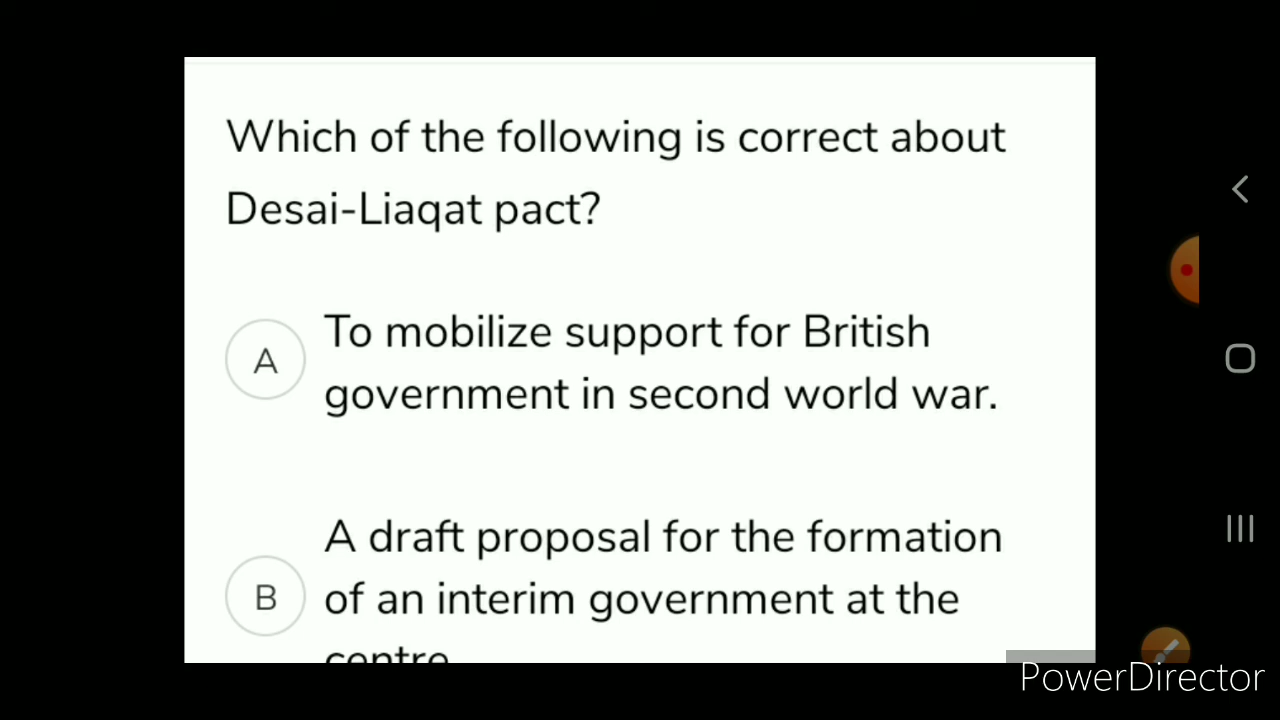 Which of the following is correct about
Desai-Liaqat pact?
A
To mobilize support for British
government in second world war.
B
A draft proposal for the formation
of an interim government at the
centre
PowerDirector